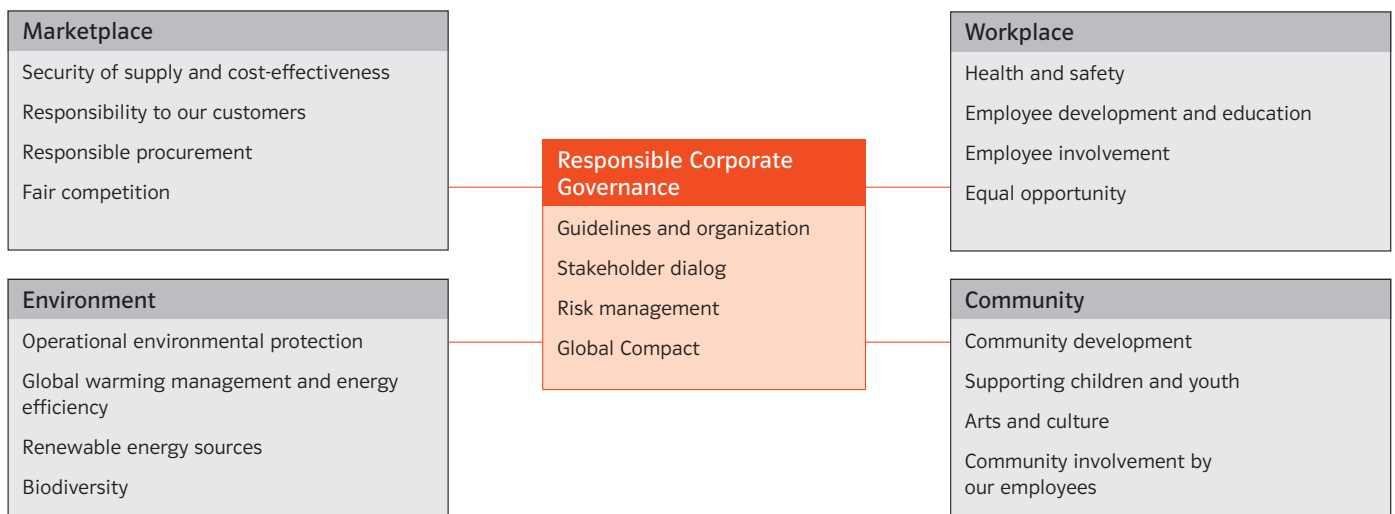 Marketplace
Security of supply and cost-effectiveness
Responsibility to our customers
Responsible procurement
Fair competition
Environment
Operational environmental protection
Global warming management and energy
efficiency
Renewable energy sources
Biodiversity
Responsible Corporate
Governance
Guidelines and organization
Stakeholder dialog
Risk management
Global Compact
Workplace
Health and safety
Employee development and education
Employee involvement
Equal opportunity
Community
Community development
Supporting children and youth
Arts and culture
Community involvement by
our employees